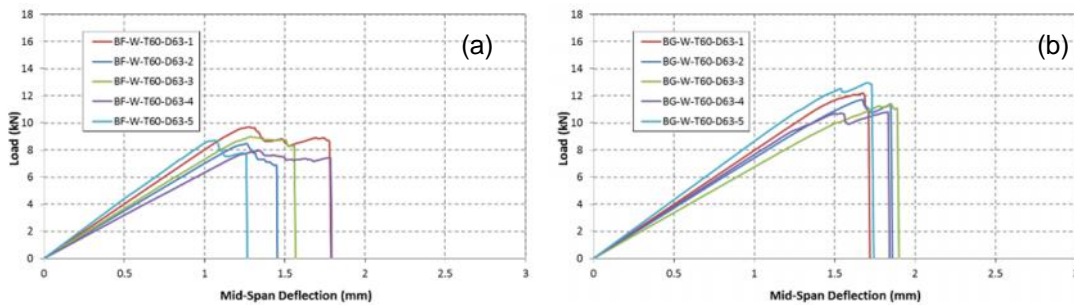 (a)
18
16
14
12
10
8
6
4
2
0
Load (kN)
BF-W-T60-D63-1
BF-W-T60-D63-2
BF-W-T60-D63-3
BF-W-T60-D63-4
BF-W-T60-D63-5
0 0.5 1 1.5 2 2.5 3
Mid-Span Deflection (mm)
(b)
18
16
14
12
10
8
6
4
2
0
Load (kN)
BG-W-T60-D63-1
BG-W-T60-D63-2
BG-W-T60-D63-3
BG-W-T60-D63-4
BG-W-T60-D63-5
0 0.5 1 1.5 2 2.5
Mid-Span Deflection (mm)